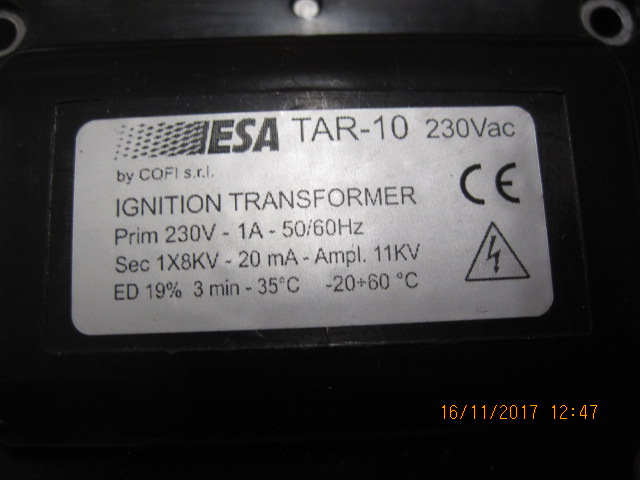 ESA TAR-10 230Vac
by COFI s.r.l.
CE
IGNITION TRANSFORMER
Prim 230V - 1A - 50/60Hz
Sec 1X8KV - 20 mA - Ampl. 11KV
ED 19% 3 min - 35°C -20÷60 °C
16/11/2017 12:47